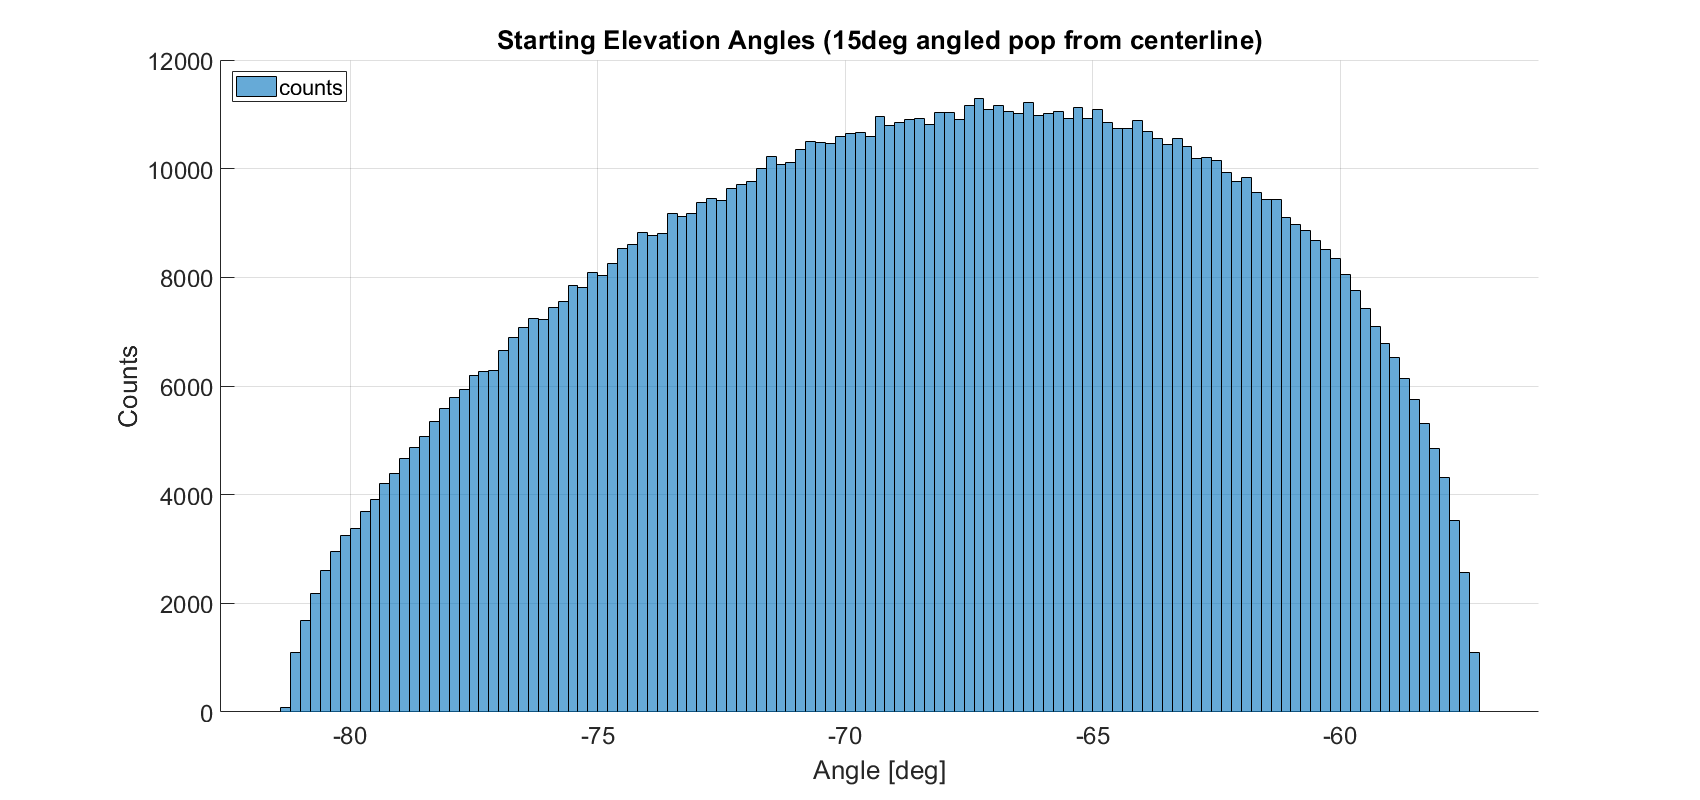 Starting Elevation Angles (15deg angled pop from centerline)
counts
12000
10000
8000
6000
4000
2000
0
Counts
-80 -75 -70 -65 -60
Angle [deg]